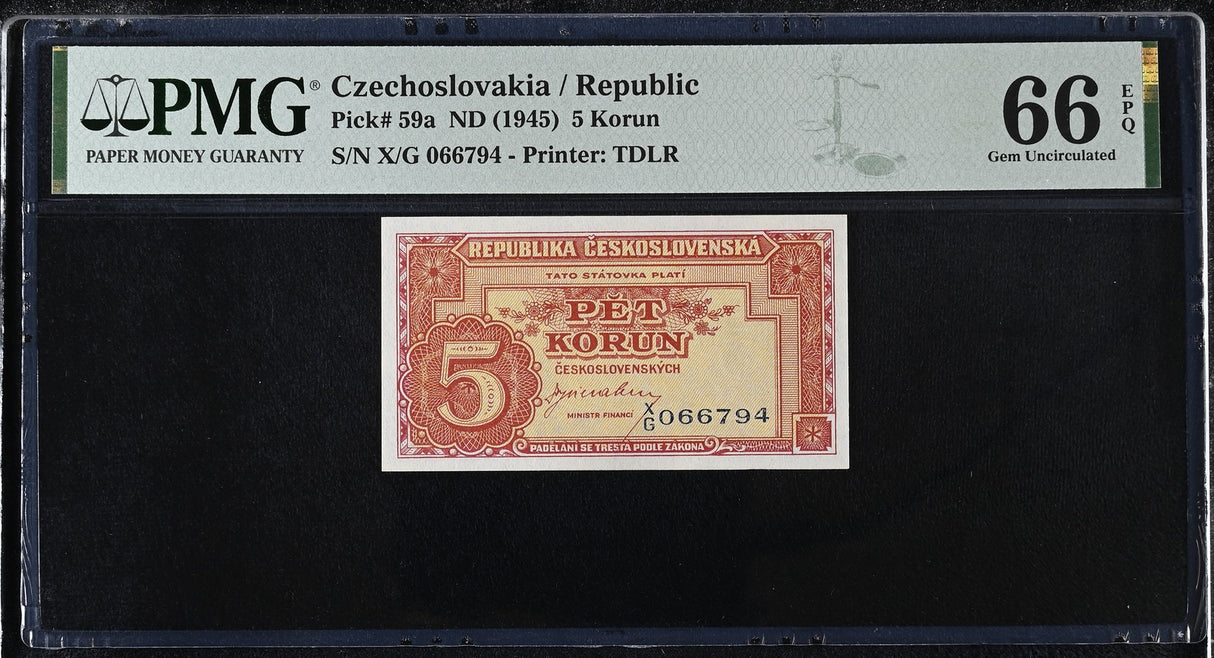 PMG®
PAPER MONEY GUARANTY
Czechoslovakia / Republic
Pick# 59a ND (1945) 5 Korun
S/N X/G 066794 - Printer: TDLR
66
EPQ
Gem Uncirculated
REPUBLIKA ČESKOSLOVENSKÁ
TATO STÁTOVKA PLATÍ
PĚT
KORUN
ČESKOSLOVENSKÝCH
5
MINISTR FINANCÍ
X/G 066794
PADĚLÁNÍ SE TRESTÁ PODLE ZÁKONA